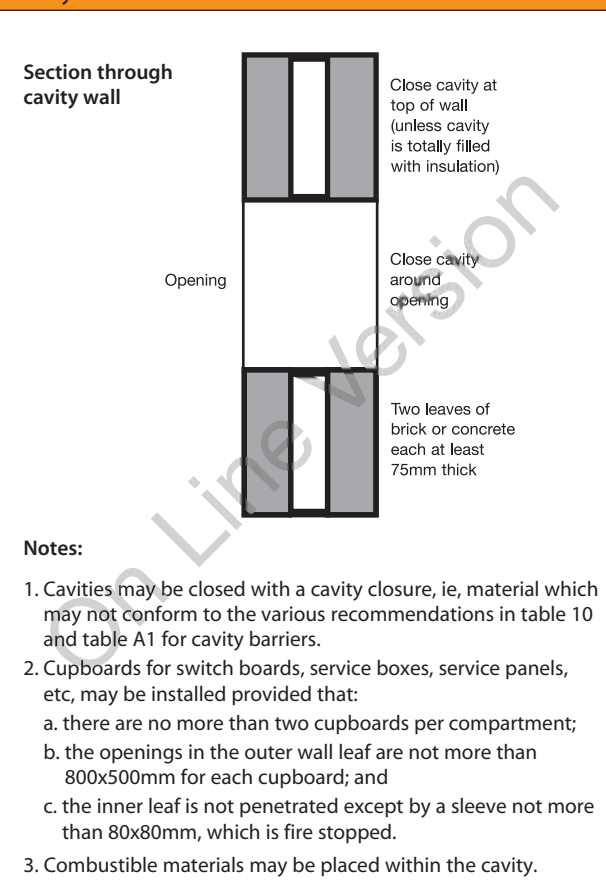 Section through
cavity wall
Close cavity at
top of wall
(unless cavity
is totally filled
with insulation)
Opening
Close cavity
around
opening
Two leaves of
brick or concrete
each at least
75mm thick
On Line Version
Notes:
1. Cavities may be closed with a cavity closure, ie, material which
may not conform to the various recommendations in table 10
and table A1 for cavity barriers.
2. Cupboards for switch boards, service boxes, service panels,
etc, may be installed provided that:
a. there are no more than two cupboards per compartment;
b. the openings in the outer wall leaf are not more than
800x500mm for each cupboard; and
c. the inner leaf is not penetrated except by a sleeve not more
than 80x80mm, which is fire stopped.
3. Combustible materials may be placed within the cavity.